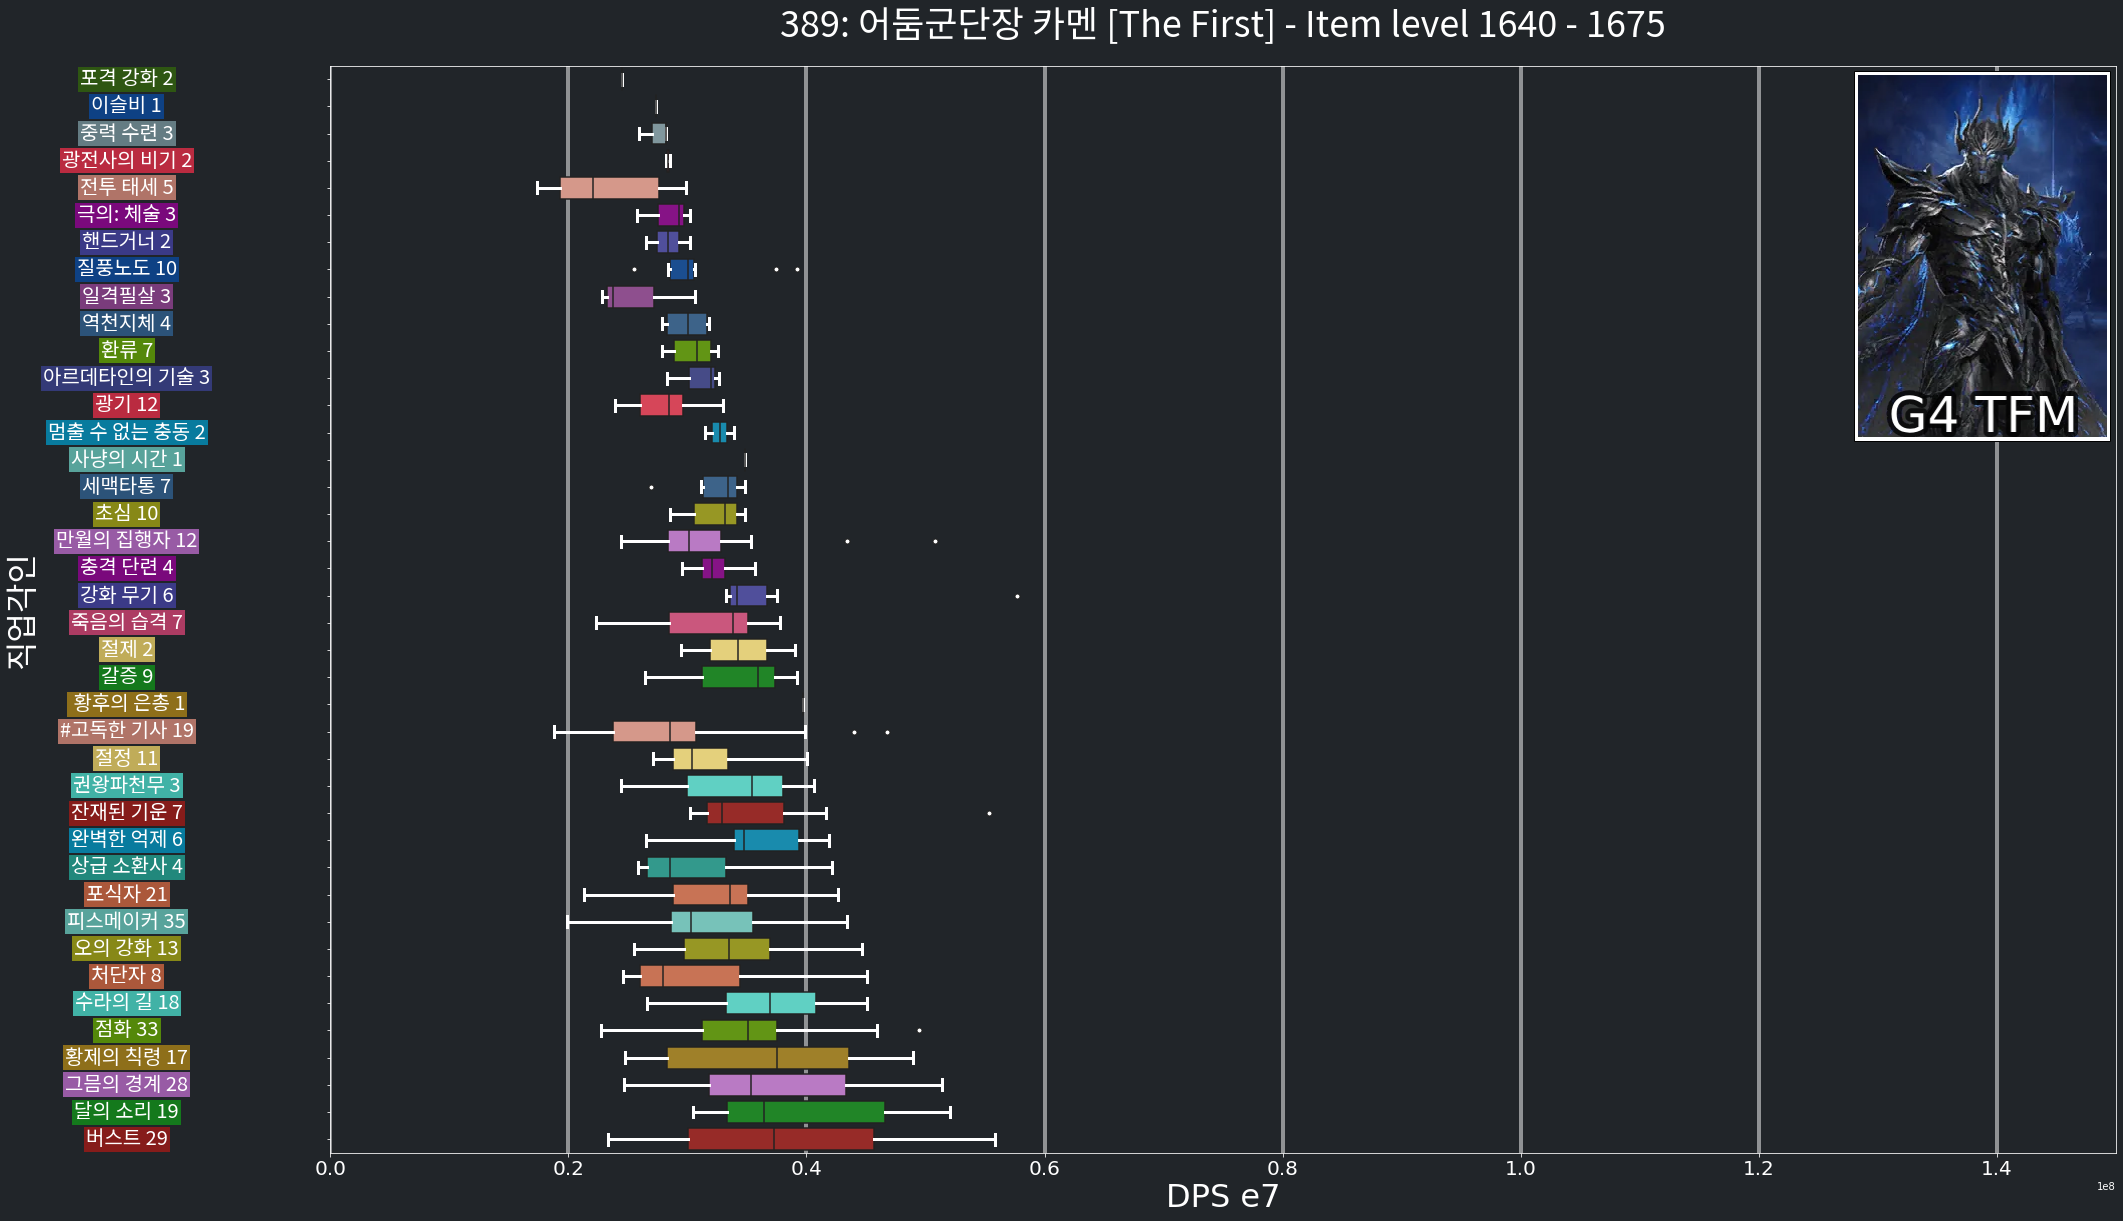 389: 어둠군단장 카멘 [The First] - Item level 1640 - 1675
포격 강화 2
이슬비 1
중력 수련 3
광전사의 비기 2
전투 태세 5
극의: 체술 3
핸드거너 2
질풍노도 10
일격필살 3
역천지체 4
환류 7
아르데타인의 기술 3
광기 12
멈출 수 없는 충동 2
사냥의 시간 1
세맥타통 7
초심 10
만월의 집행자 12
충격 단련 4
강화 무기 6
죽음의 습격 7
절제 2
갈증 9
황후의 은총 1
#고독한 기사 19
절정 11
권왕파천무 3
잔재된 기운 7
완벽한 억제 6
상급 소환사 4
포식자 21
피스메이커 35
오의 강화 13
처단자 8
수라의 길 18
점화 33
황제의 칙령 17
그믐의 경계 28
달의 소리 19
버스트 29
직업각인
G4 TFM
0.0 0.2 0.4 0.6 0.8 1.0 1.2 1.4
1e8
DPS e7